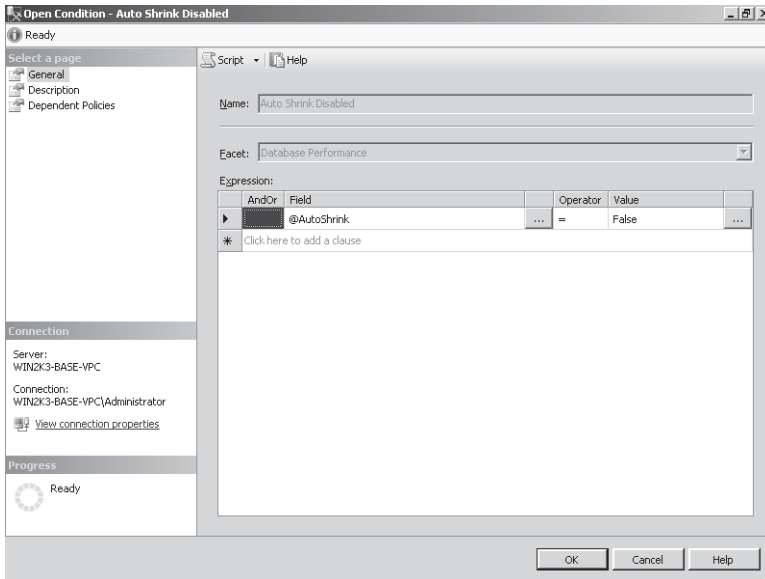 Open Condition - Auto Shrink Disabled
Ready
Select a page
General
Description
Dependent Policies
Script Help
Name: Auto Shrink Disabled
Facet: Database Performance
Expression:
AndOr Field Operator Value
@AutoShrink ... = False ...
Click here to add a clause
Connection
Server:
WIN2K3-BASE-VPC
Connection:
WIN2K3-BASE-VPC\Administrator
View connection properties
Progress
Ready
OK Cancel Help